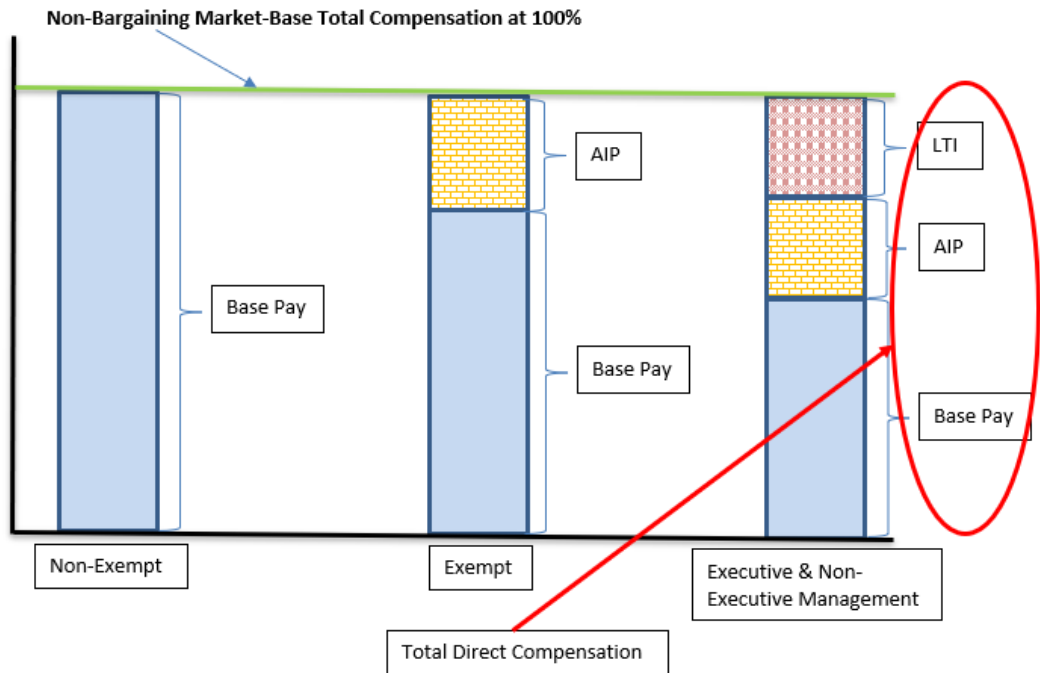 Non-Bargaining Market-Base Total Compensation at 100%
AIP
LTI
AIP
Base Pay
Base Pay
Base Pay
Non-Exempt
Exempt
Executive & Non-
Executive Management
Total Direct Compensation